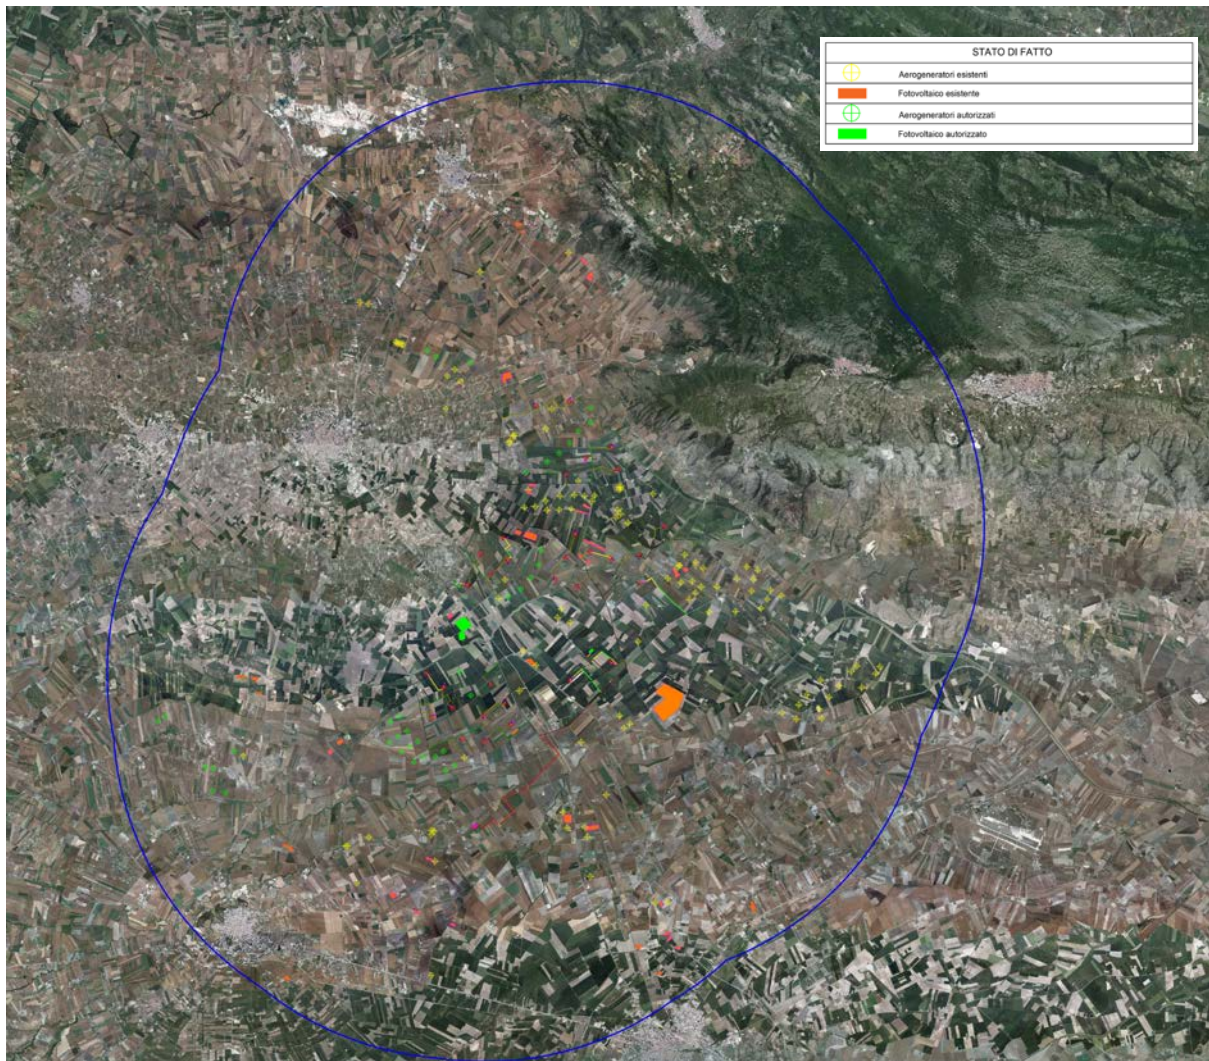 STATO DI FATTO
Aerogeneratori esistenti
Fotovoltaico esistente
Aerogeneratori autorizzati
Fotovoltaico autorizzato